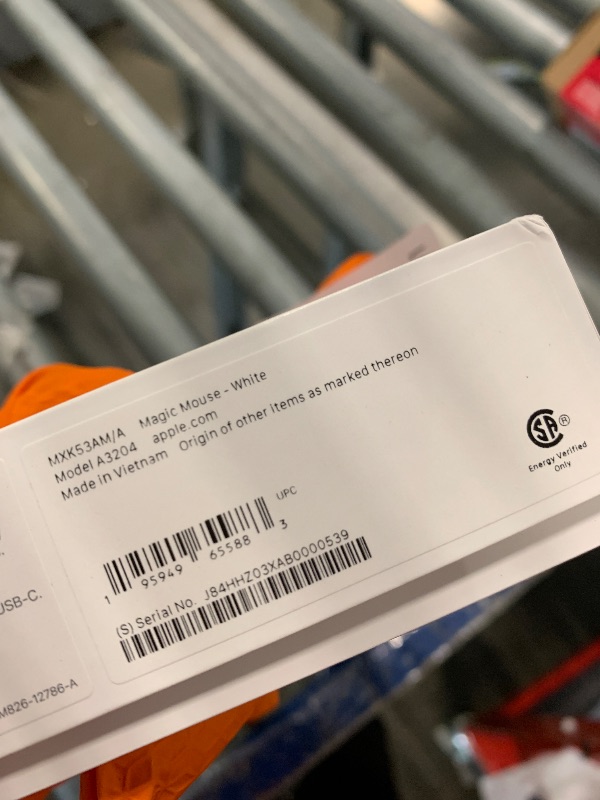 MXK53AM/A Magic Mouse - White
Model A3204 apple.com
Made in Vietnam Origin of other items as marked thereon
UPC
1 95949 65588 3
(S) Serial No. J84HHZ03XAB0000539
SA ®
Energy Verified
Only
USB-C.
M826-12786-A